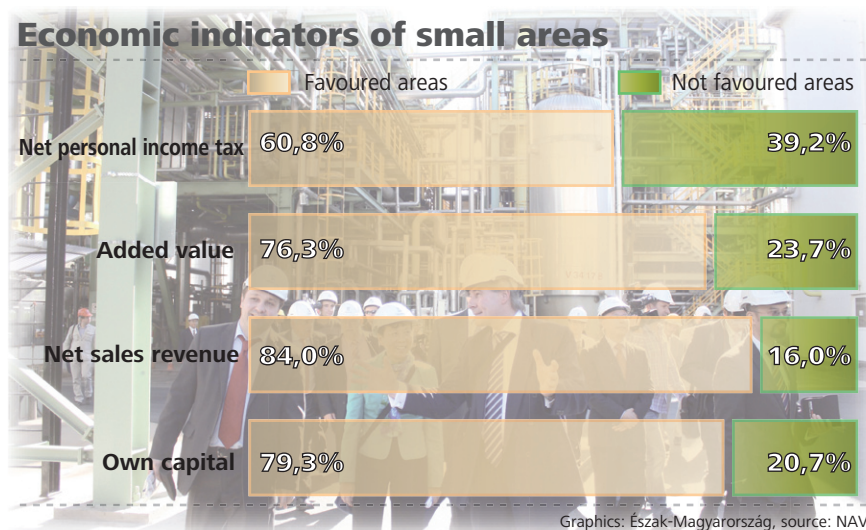 Economic indicators of small areas
Favoured areas
Not favoured areas
Net personal income tax 60,8% 39,2%
Added value 76,3% 23,7%
Net sales revenue 84,0% 16,0%
Own capital 79,3% 20,7%
Graphics: Észak-Magyarország, source: NAV